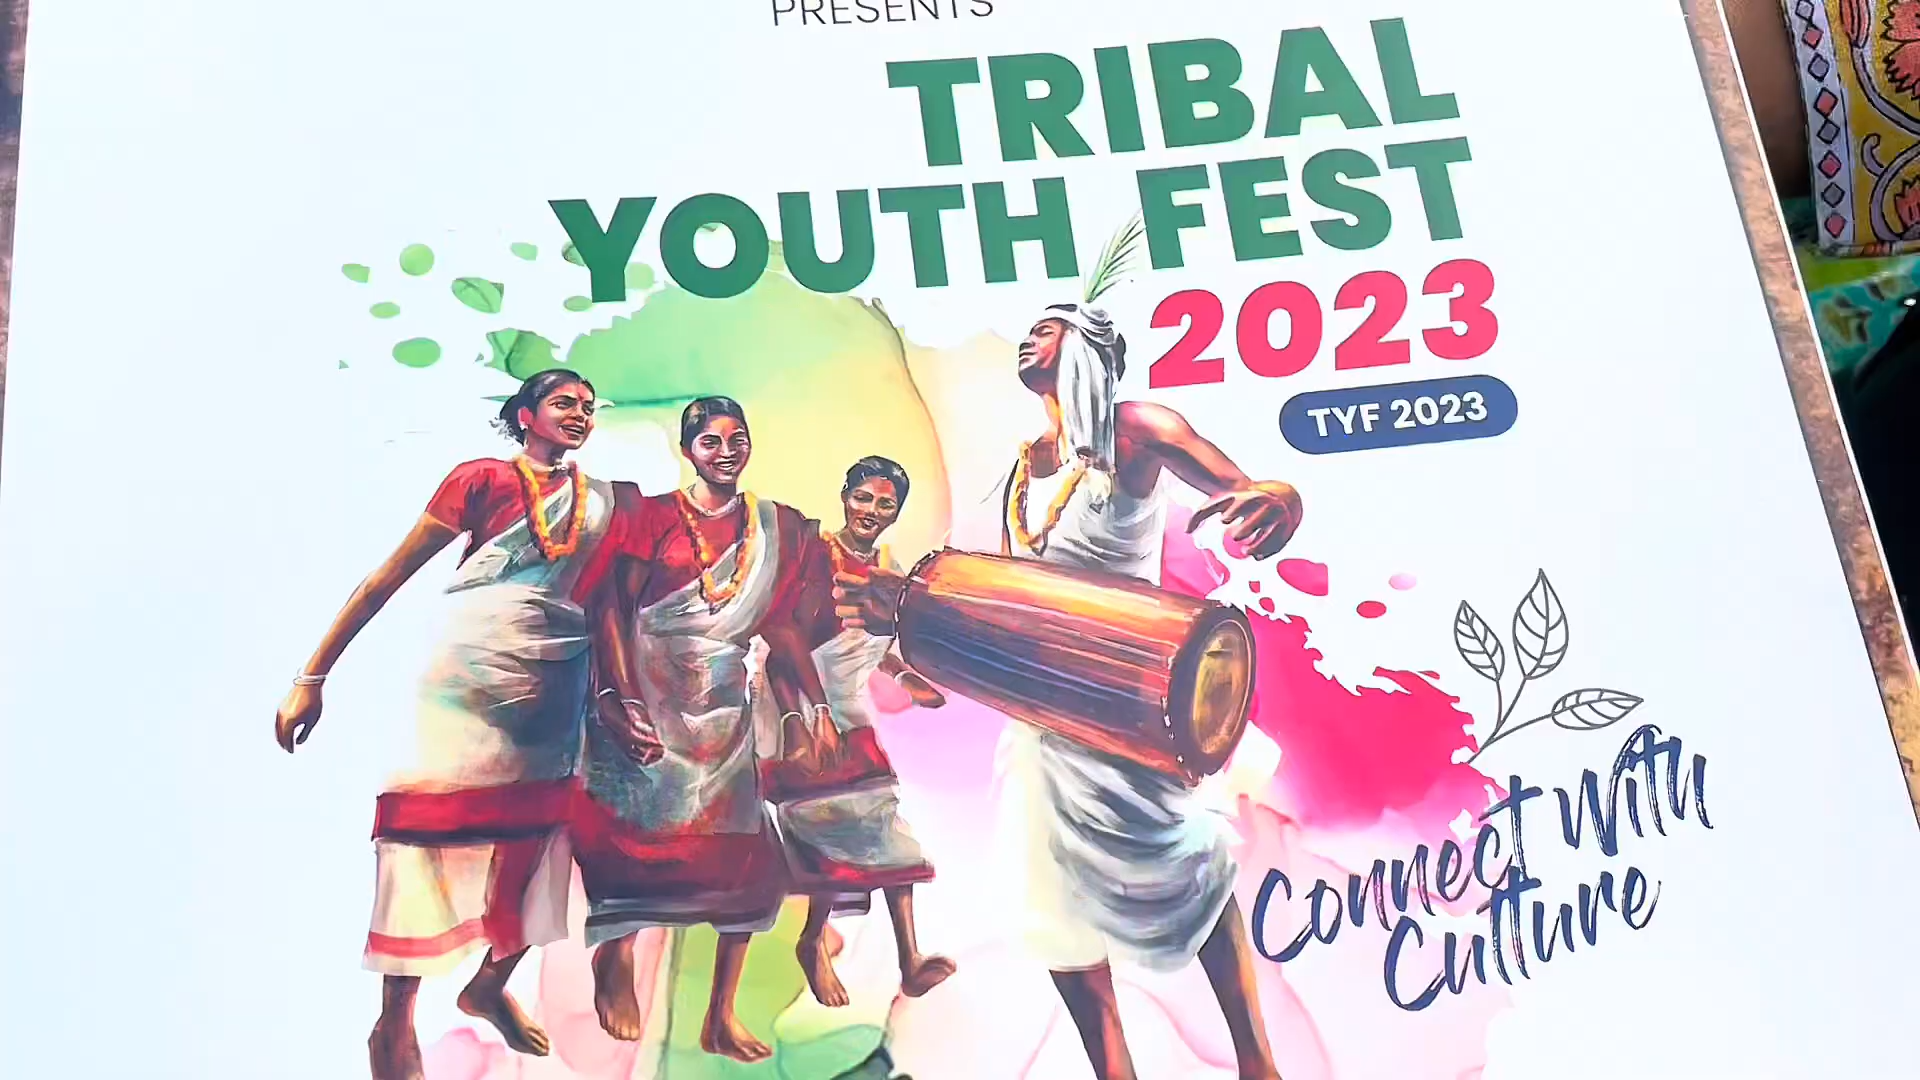 PRESENTS
TRIBAL
YOUTH FEST
2023
TYF 2023
Connect with
Culture